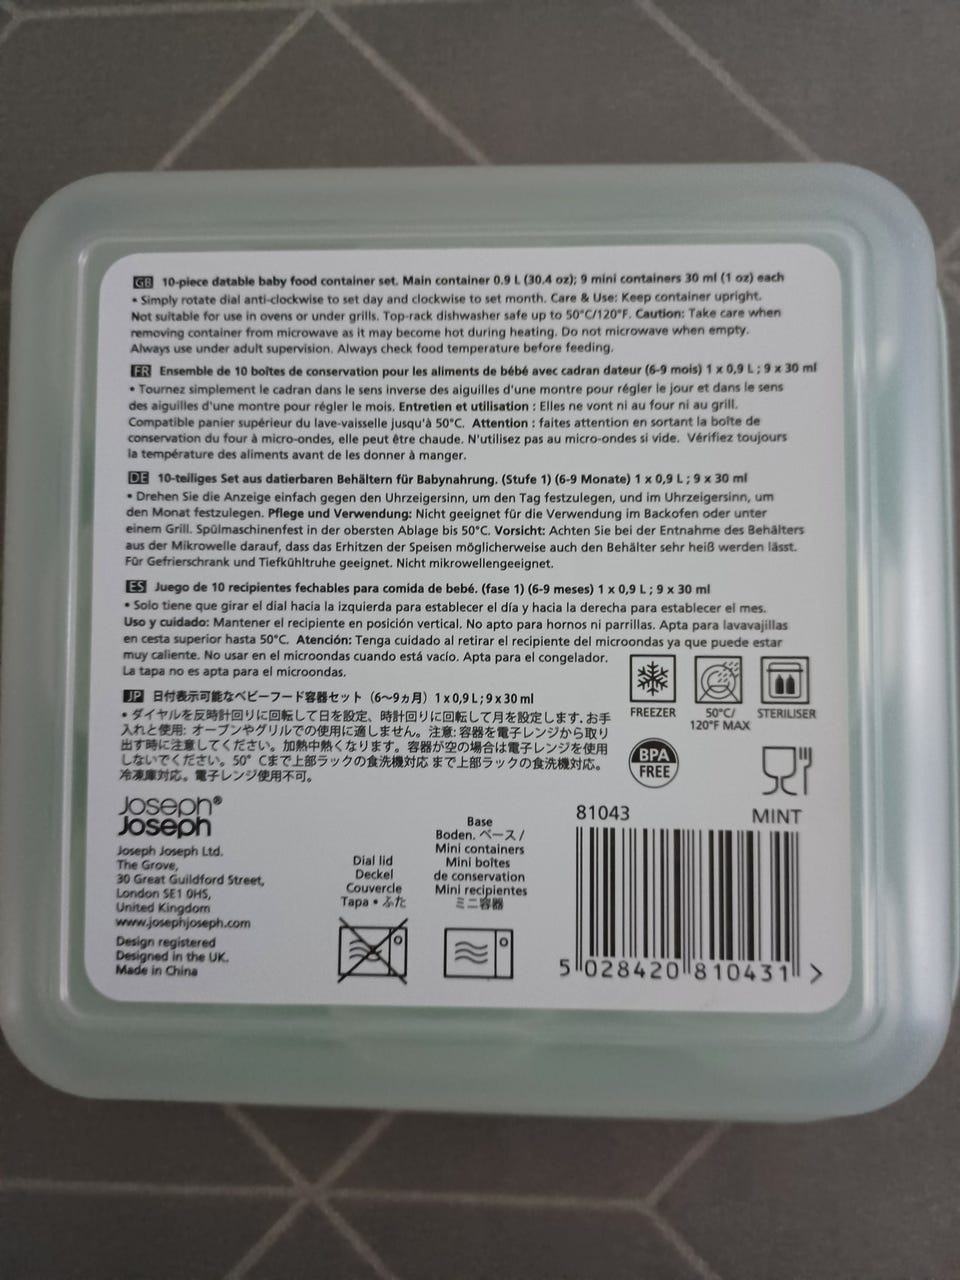 GB 10-piece datable baby food container set. Main container 0.9 L (30.4 oz); 9 mini containers 30 ml (1 oz) each
• Simply rotate dial anti-clockwise to set day and clockwise to set month. Care & Use: Keep container upright.
Not suitable for use in ovens or under grills. Top-rack dishwasher safe up to 50°C/120°F. Caution: Take care when
removing container from microwave as it may become hot during heating. Do not microwave when empty.
Always use under adult supervision. Always check food temperature before feeding.
FR Ensemble de 10 boîtes de conservation pour les aliments de bébé avec cadran dateur (6-9 mois) 1 x 0,9 L ; 9 x 30 ml
• Tournez simplement le cadran dans le sens inverse des aiguilles d'une montre pour régler le jour et dans le sens
des aiguilles d'une montre pour régler le mois. Entretien et utilisation : Elles ne vont ni au four ni au grill.
Compatible panier supérieur du lave-vaisselle jusqu'à 50°C. Attention : faites attention en sortant la boîte de
conservation du four à micro-ondes, elle peut être chaude. N'utilisez pas au micro-ondes si vide. Vérifiez toujours
la température des aliments avant de les donner à manger.
DE 10-teiliges Set aus datierbaren Behältern für Babynahrung. (Stufe 1) (6-9 Monate) 1 x 0,9 L ; 9 x 30 ml
• Drehen Sie die Anzeige einfach gegen den Uhrzeigersinn, um den Tag festzulegen, und im Uhrzeigersinn, um
den Monat festzulegen. Pflege und Verwendung: Nicht geeignet für die Verwendung im Backofen oder unter
einem Grill. Spülmaschinenfest in der obersten Ablage bis 50°C. Vorsicht: Achten Sie bei der Entnahme des Behälters
aus der Mikrowelle darauf, dass das Erhitzen der Speisen möglicherweise auch den Behälter sehr heiß werden lässt.
Für Gefrierschrank und Tiefkühltruhe geeignet. Nicht mikrowellengeeignet.
ES Juego de 10 recipientes fechables para comida de bebé. (fase 1) (6-9 meses) 1 x 0,9 L ; 9 x 30 ml
• Solo tiene que girar el dial hacia la izquierda para establecer el día y hacia la derecha para establecer el mes.
Uso y cuidado: Mantener el recipiente en posición vertical. No apto para hornos ni parrillas. Apta para lavavajillas
en cesta superior hasta 50°C. Atención: Tenga cuidado al retirar el recipiente del microondas ya que puede estar
muy caliente. No usar en el microondas cuando está vacío. Apta para el congelador.
La tapa no es apta para el microondas.
JP 日付表示可能なベビーフード容器セット（6〜9ヵ月）1 x 0,9 L ; 9 x 30 ml
• ダイヤルを反時計回りに回転して日を設定、時計回りに回転して月を設定します. お手
入れと使用: オーブンやグリルでの使用に適しません。注意: 容器を電子レンジから取り
出す時に注意してください。加熱中熱くなります。容器が空の場合は電子レンジを使用
しないでください。50° Cまで上部ラックの食洗機対応 まで上部ラックの食洗機対応。
冷凍庫対応。電子レンジ使用不可。
FREEZER
50°C/
120°F MAX
STERILISER
BPA
FREE
Joseph®
Joseph
Joseph Joseph Ltd.
The Grove,
30 Great Guildford Street,
London SE1 0HS,
United Kingdom
www.josephjoseph.com
Design registered
Designed in the UK.
Made in China
Dial lid
Deckel
Couvercle
Tapa • ふた
Base
Boden. ベース /
Mini containers
Mini boîtes
de conservation
Mini recipientes
ミニ容器
81043 MINT
5 028420 810431 >